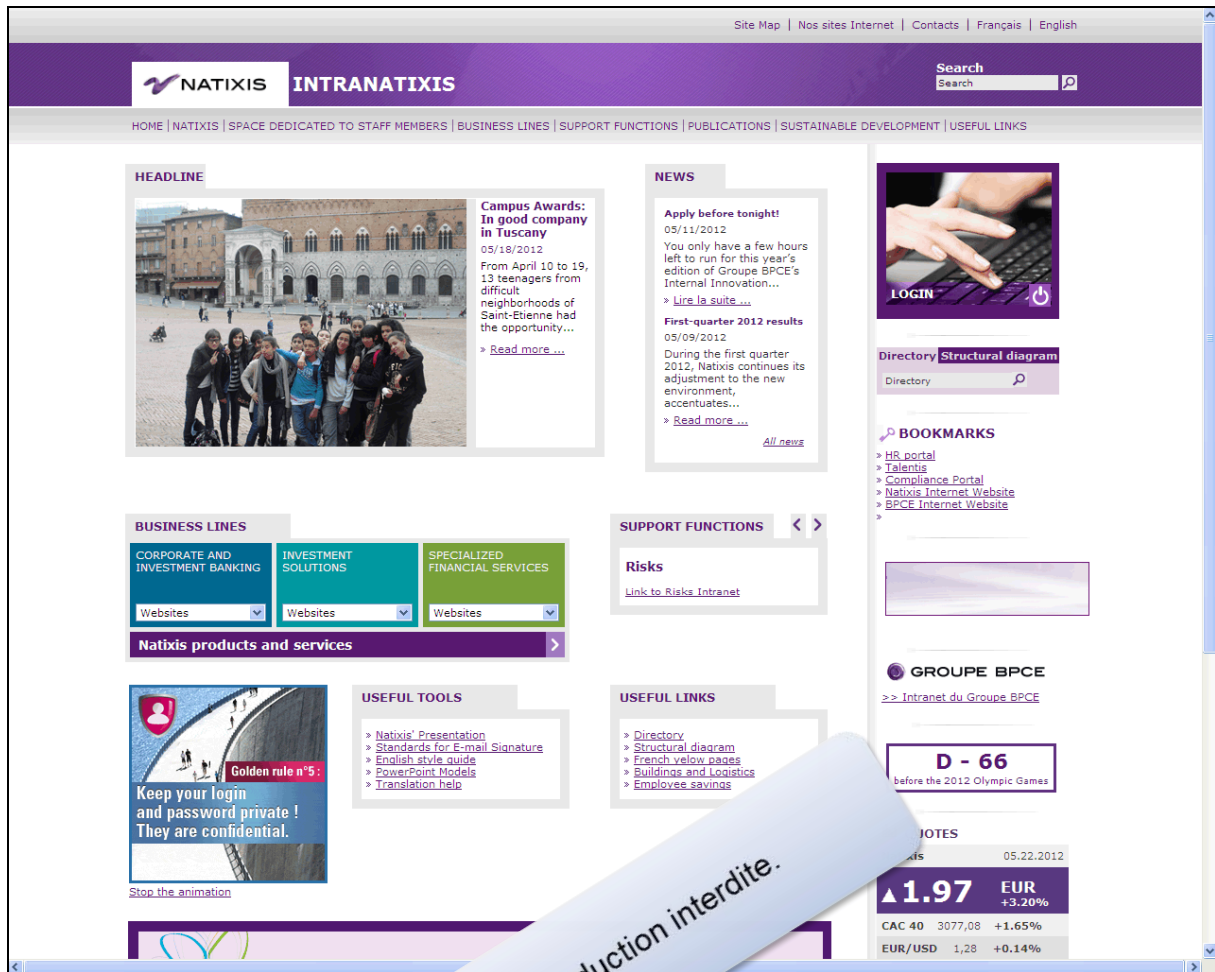 Site Map | Nos sites Internet | Contacts | Français | English
NATIXIS
INTRANATIXIS
Search
Search
HOME | NATIXIS | SPACE DEDICATED TO STAFF MEMBERS | BUSINESS LINES | SUPPORT FUNCTIONS | PUBLICATIONS | SUSTAINABLE DEVELOPMENT | USEFUL LINKS
HEADLINE
Campus Awards:
In good company
in Tuscany
05/18/2012
From April 10 to 19,
13 teenagers from
difficult
neighborhoods of
Saint-Etienne had
the opportunity...
» Read more ...
NEWS
Apply before tonight!
05/11/2012
You only have a few hours
left to run for this year's
edition of Groupe BPCE's
Internal Innovation...
» Lire la suite ...
First-quarter 2012 results
05/09/2012
During the first quarter
2012, Natixis continues its
adjustment to the new
environment,
accentuates...
» Read more ...
All news
LOGIN
Directory Structural diagram
Directory
BOOKMARKS
» HR portal
» Talentis
» Compliance Portal
» Natixis Internet Website
» BPCE Internet Website
»
BUSINESS LINES
CORPORATE AND
INVESTMENT BANKING
Websites
INVESTMENT
SOLUTIONS
Websites
SPECIALIZED
FINANCIAL SERVICES
Websites
Natixis products and services
SUPPORT FUNCTIONS
Risks
Link to Risks Intranet
GROUPE BPCE
>> Intranet du Groupe BPCE
Golden rule n°5 :
Keep your login
and password private !
They are confidential.
Stop the animation
USEFUL TOOLS
» Natixis' Presentation
» Standards for E-mail Signature
» English style guide
» PowerPoint Models
» Translation help
USEFUL LINKS
» Directory
» Structural diagram
» French yelow pages
» Buildings and Logistics
» Employee savings
D - 66
before the 2012 Olympic Games
05.22.2012
1.97 EUR
+3.20%
CAC 40 3077,08 +1.65%
EUR/USD 1,28 +0.14%
interdite.